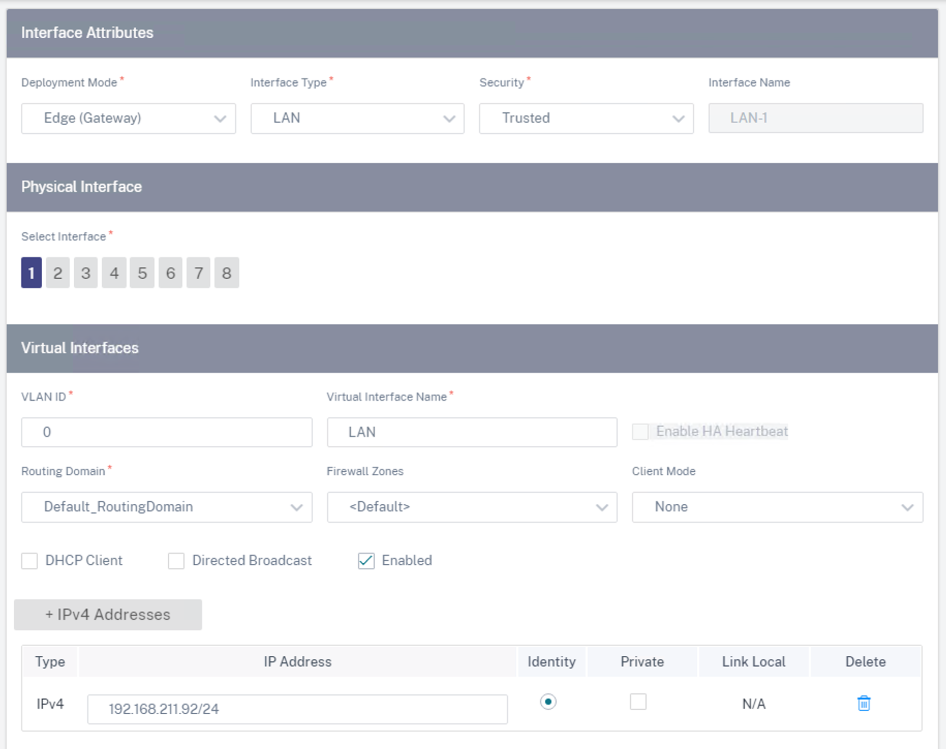 Interface Attributes
Deployment Mode * Interface Type * Security * Interface Name
Edge (Gateway) LAN Trusted LAN-1
Physical Interface
Select Interface *
1 2 3 4 5 6 7 8
Virtual Interfaces
VLAN ID * Virtual Interface Name *
0 LAN Enable HA Heartbeat
Routing Domain * Firewall Zones Client Mode
Default_RoutingDomain <Default> None
DHCP Client Directed Broadcast Enabled
+ IPv4 Addresses
Type IP Address Identity Private Link Local Delete
IPv4 192.168.211.92/24 N/A